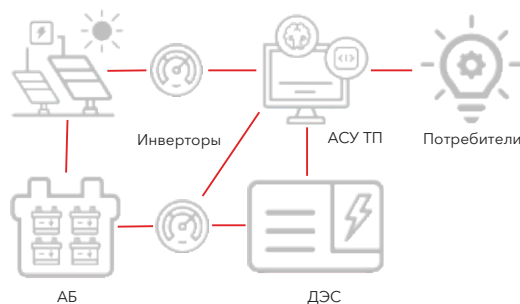 Инверторы
АСУ ТП
Потребители
АБ
ДЭС